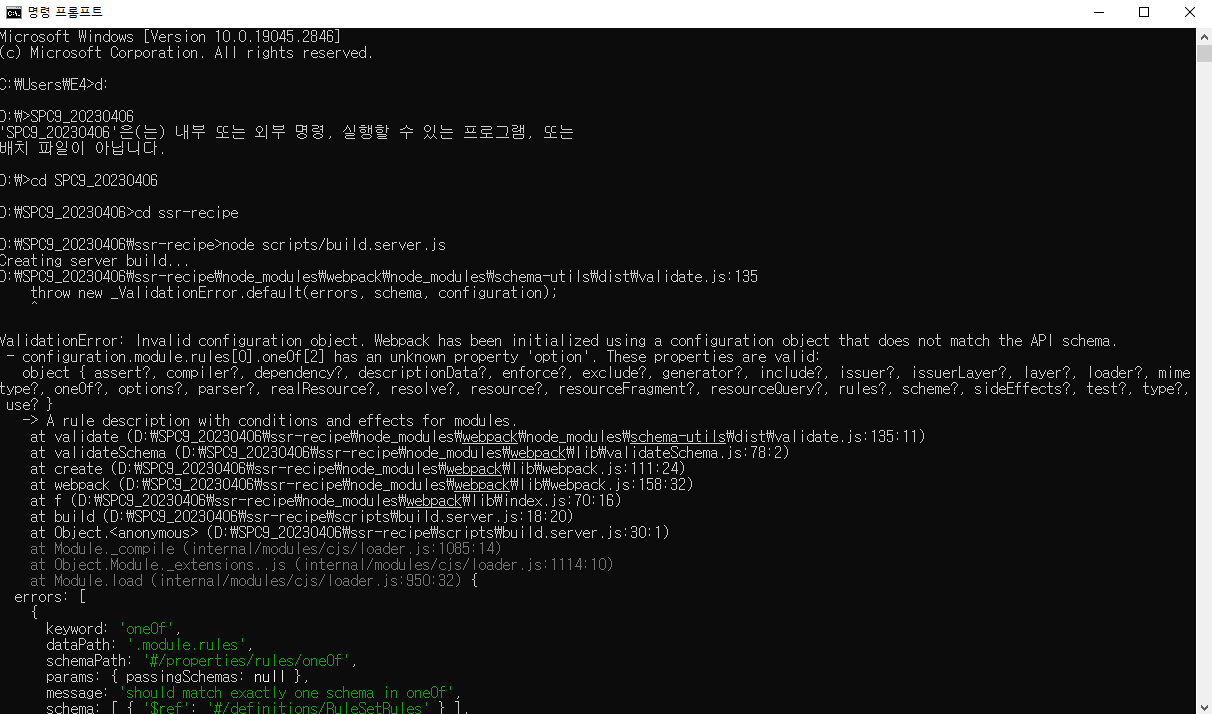 명령 프롬프트
Microsoft Windows [Version 10.0.19045.2846]
(c) Microsoft Corporation. All rights reserved.
C:₩Users₩E4>d:
D:₩>SPC9_20230406
'SPC9_20230406'은(는) 내부 또는 외부 명령, 실행할 수 있는 프로그램, 또는
배치 파일이 아닙니다.
D:₩>cd SPC9_20230406
D:₩SPC9_20230406>cd ssr-recipe
D:₩SPC9_20230406₩ssr-recipe>node scripts/build.server.js
Creating server build...
D:₩SPC9_20230406₩ssr-recipe₩node_modules₩webpack₩node_modules₩schema-utils₩dist₩validate.js:135
throw new _ValidationError.default(errors, schema, configuration);
^
ValidationError: Invalid configuration object. Webpack has been initialized using a configuration object that does not match the API schema.
- configuration.module.rules[0].oneOf[2] has an unknown property 'option'. These properties are valid:
object { assert?, compiler?, dependency?, descriptionData?, enforce?, exclude?, generator?, include?, issuer?, issuerLayer?, layer?, loader?, mime
type?, oneOf?, options?, parser?, realResource?, resolve?, resource?, resourceFragment?, resourceQuery?, rules?, scheme?, sideEffects?, test?, type?,
use? }
-> A rule description with conditions and effects for modules.
at validate (D:₩SPC9_20230406₩ssr-recipe₩node_modules₩webpack₩node_modules₩schema-utils₩dist₩validate.js:135:11)
at validateSchema (D:₩SPC9_20230406₩ssr-recipe₩node_modules₩webpack₩lib₩validateSchema.js:78:2)
at create (D:₩SPC9_20230406₩ssr-recipe₩node_modules₩webpack₩lib₩webpack.js:111:24)
at webpack (D:₩SPC9_20230406₩ssr-recipe₩node_modules₩webpack₩lib₩webpack.js:158:32)
at f (D:₩SPC9_20230406₩ssr-recipe₩node_modules₩webpack₩lib₩index.js:70:16)
at build (D:₩SPC9_20230406₩ssr-recipe₩scripts₩build.server.js:18:20)
at Object.<anonymous> (D:₩SPC9_20230406₩ssr-recipe₩scripts₩build.server.js:30:1)
at Module._compile (internal/modules/cjs/loader.js:1085:14)
at Object.Module._extensions..js (internal/modules/cjs/loader.js:1114:10)
at Module.load (internal/modules/cjs/loader.js:950:32) {
errors: [
{
keyword: 'oneOf',
dataPath: '.module.rules',
schemaPath: '#/properties/rules/oneOf',
params: { passingSchemas: null },
message: 'should match exactly one schema in oneOf',
schema: [ { '$ref': '#/definitions/RuleSetRules' } ],